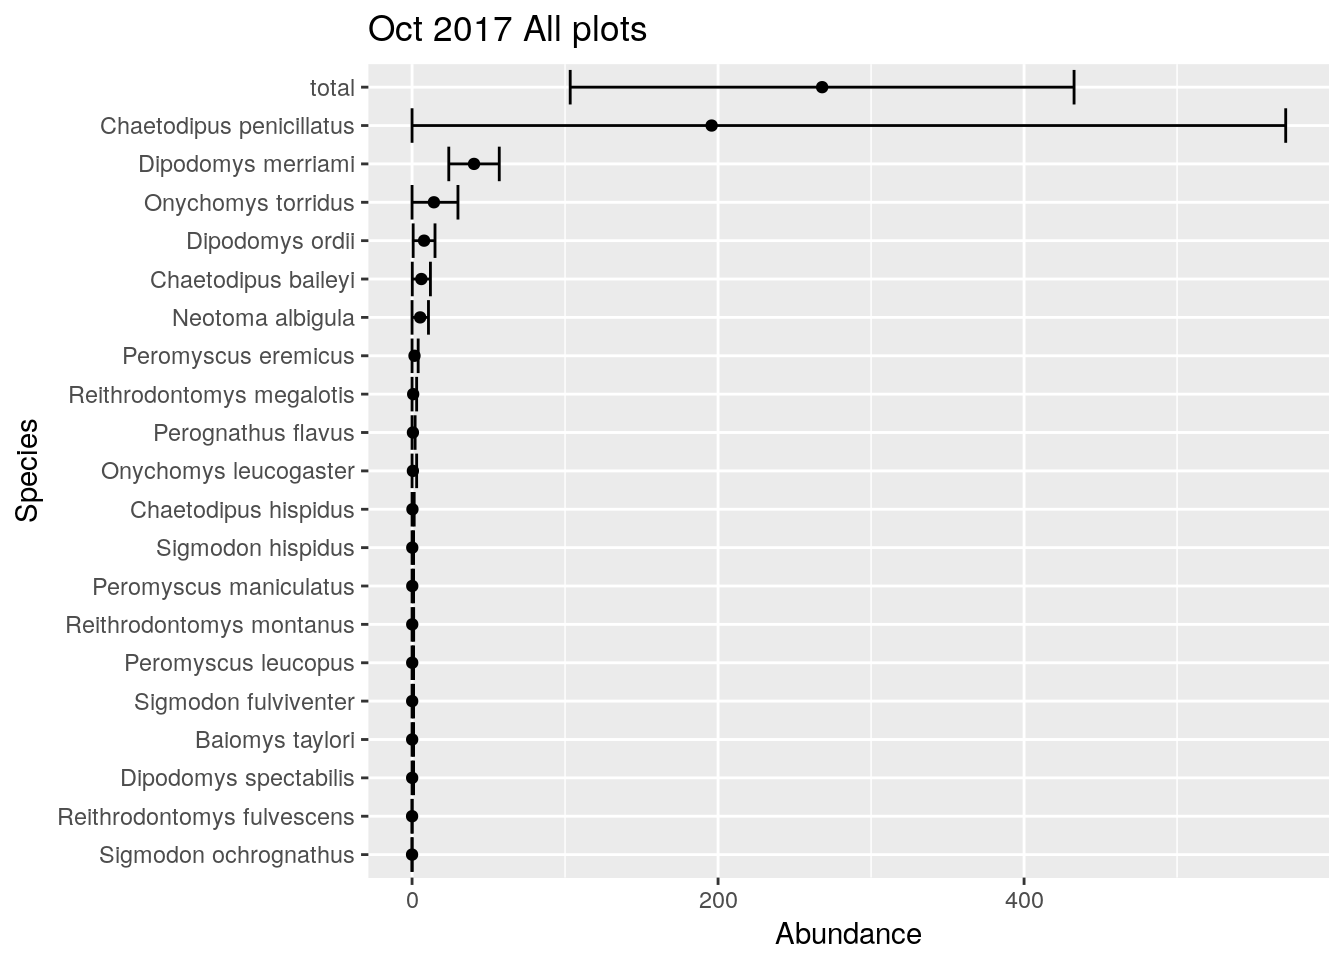 Oct 2017 All plots
total
Chaetodipus penicillatus
Dipodomys merriami
Onychomys torridus
Dipodomys ordii
Chaetodipus baileyi
Neotoma albigula
Peromyscus eremicus
Reithrodontomys megalotis
Perognathus flavus
Onychomys leucogaster
Chaetodipus hispidus
Sigmodon hispidus
Peromyscus maniculatus
Reithrodontomys montanus
Peromyscus leucopus
Sigmodon fulviventer
Baiomys taylori
Dipodomys spectabilis
Reithrodontomys fulvescens
Sigmodon ochrognathus
Species
0 200 400
Abundance